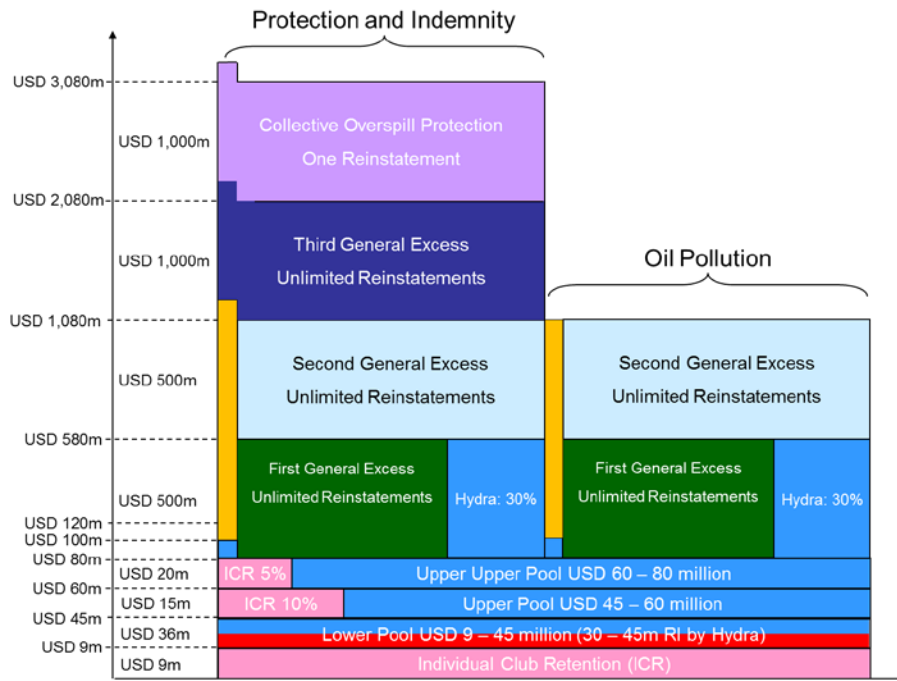 Protection and Indemnity
USD 3,080m
USD 1,000m
Collective Overspill Protection
One Reinstatement
USD 2,080m
USD 1,000m
Third General Excess
Unlimited Reinstatements
Oil Pollution
USD 1,080m
USD 500m
Second General Excess
Unlimited Reinstatements
Second General Excess
Unlimited Reinstatements
USD 580m
USD 500m
First General Excess
Unlimited Reinstatements
Hydra: 30%
First General Excess
Unlimited Reinstatements
Hydra: 30%
USD 120m
USD 100m
USD 80m
USD 20m
ICR 5%
Upper Upper Pool USD 60 – 80 million
USD 60m
USD 15m
ICR 10%
Upper Pool USD 45 – 60 million
USD 45m
USD 36m
Lower Pool USD 9 – 45 million (30 – 45m RI by Hydra)
USD 9m
USD 9m
Individual Club Retention (ICR)